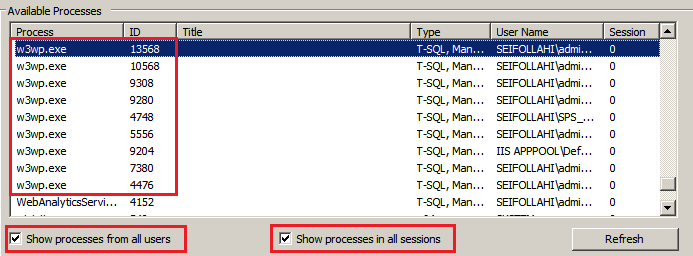 Available Processes
Process ID Title Type User Name Session
w3wp.exe 13568 T-SQL, Man... SEIFOLLAHI\admi... 0
w3wp.exe 10568 T-SQL, Man... SEIFOLLAHI\admi... 0
w3wp.exe 9308 T-SQL, Man... SEIFOLLAHI\admi... 0
w3wp.exe 9280 T-SQL, Man... SEIFOLLAHI\admi... 0
w3wp.exe 4748 T-SQL, Man... SEIFOLLAHI\SPS_... 0
w3wp.exe 5556 T-SQL, Man... SEIFOLLAHI\admi... 0
w3wp.exe 9204 T-SQL, Man... IIS APPPOOL\Def... 0
w3wp.exe 7380 T-SQL, Man... SEIFOLLAHI\admi... 0
w3wp.exe 4476 T-SQL, Man... SEIFOLLAHI\admi... 0
WebAnalyticsServi... 4152 T-SQL, Man... SEIFOLLAHI\admi... 0
Show processes from all users Show processes in all sessions Refresh